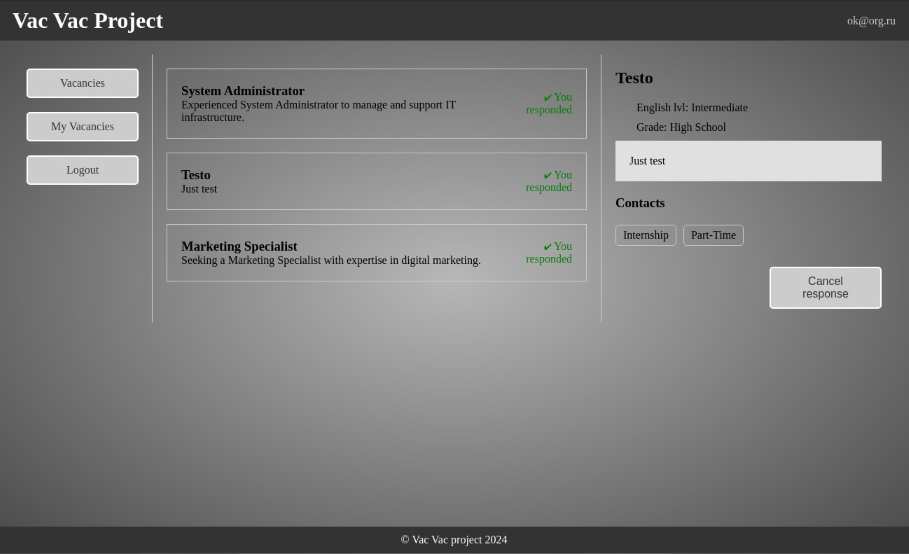 Vac Vac Project
ok@org.ru
Vacancies
My Vacancies
Logout
System Administrator
Experienced System Administrator to manage and support IT
infrastructure.
✔ You
responded
Testo
Just test
✔ You
responded
Marketing Specialist
Seeking a Marketing Specialist with expertise in digital marketing.
✔ You
responded
Testo
English lvl: Intermediate
Grade: High School
Just test
Contacts
Internship
Part-Time
Cancel
response
© Vac Vac project 2024